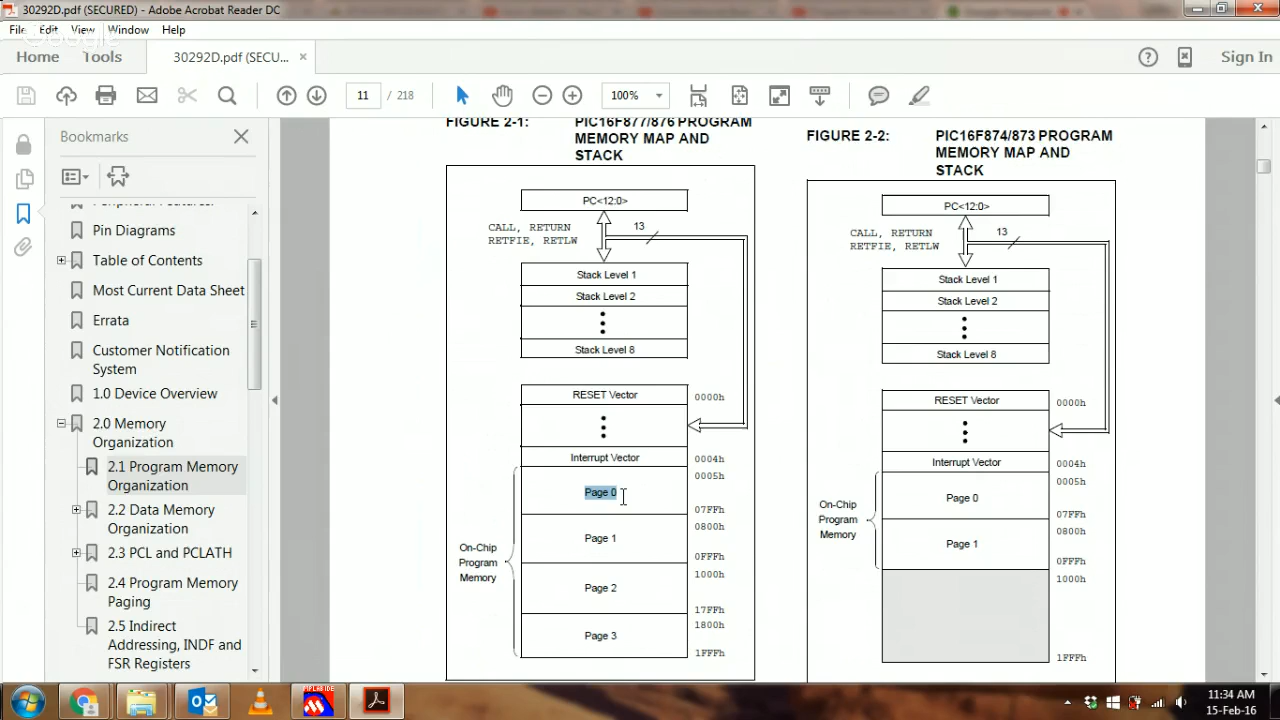 30292D.pdf (SECURED) - Adobe Acrobat Reader DC
File Edit View Window Help
Google
Home Tools 30292D.pdf (SECU... × Sign In
11 / 218 100%
Bookmarks
Peripheral Features:
Pin Diagrams
Table of Contents
Most Current Data Sheet
Errata
Customer Notification
System
1.0 Device Overview
2.0 Memory
Organization
2.1 Program Memory
Organization
2.2 Data Memory
Organization
2.3 PCL and PCLATH
2.4 Program Memory
Paging
2.5 Indirect
Addressing, INDF and
FSR Registers
FIGURE 2-1: PIC16F877/876 PROGRAM
MEMORY MAP AND
STACK
PC<12:0>
CALL, RETURN
RETFIE, RETLW
13
Stack Level 1
Stack Level 2
Stack Level 8
RESET Vector 0000h
Interrupt Vector 0004h
0005h
Page 0
07FFh
0800h
Page 1
0FFFh
On-Chip
Program
Memory
1000h
Page 2
17FFh
1800h
Page 3
1FFFh
FIGURE 2-2: PIC16F874/873 PROGRAM
MEMORY MAP AND
STACK
PC<12:0>
CALL, RETURN
RETFIE, RETLW
13
Stack Level 1
Stack Level 2
Stack Level 8
RESET Vector 0000h
Interrupt Vector 0004h
0005h
Page 0
On-Chip
Program
Memory
07FFh
0800h
Page 1
0FFFh
1000h
1FFFh
MPLAB IDE
11:34 AM
15-Feb-16